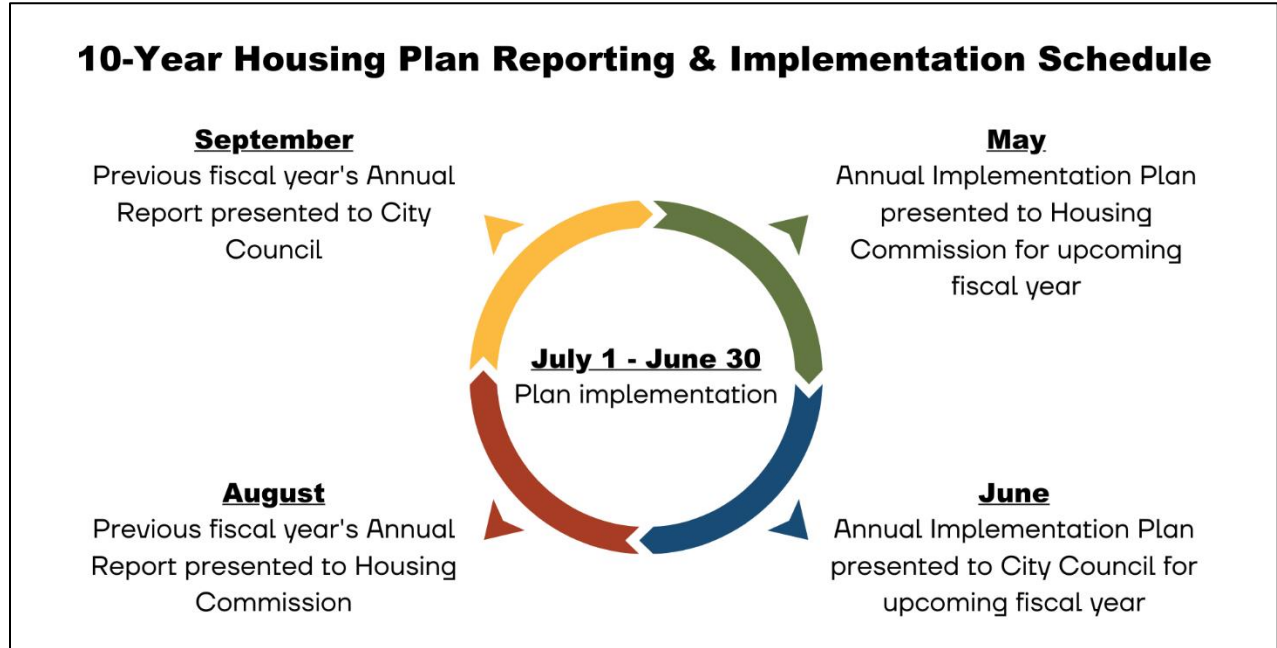 10-Year Housing Plan Reporting & Implementation Schedule
September
Previous fiscal year's Annual
Report presented to City
Council
May
Annual Implementation Plan
presented to Housing
Commission for upcoming
fiscal year
July 1 - June 30
Plan implementation
August
Previous fiscal year's Annual
Report presented to Housing
Commission
June
Annual Implementation Plan
presented to City Council for
upcoming fiscal year